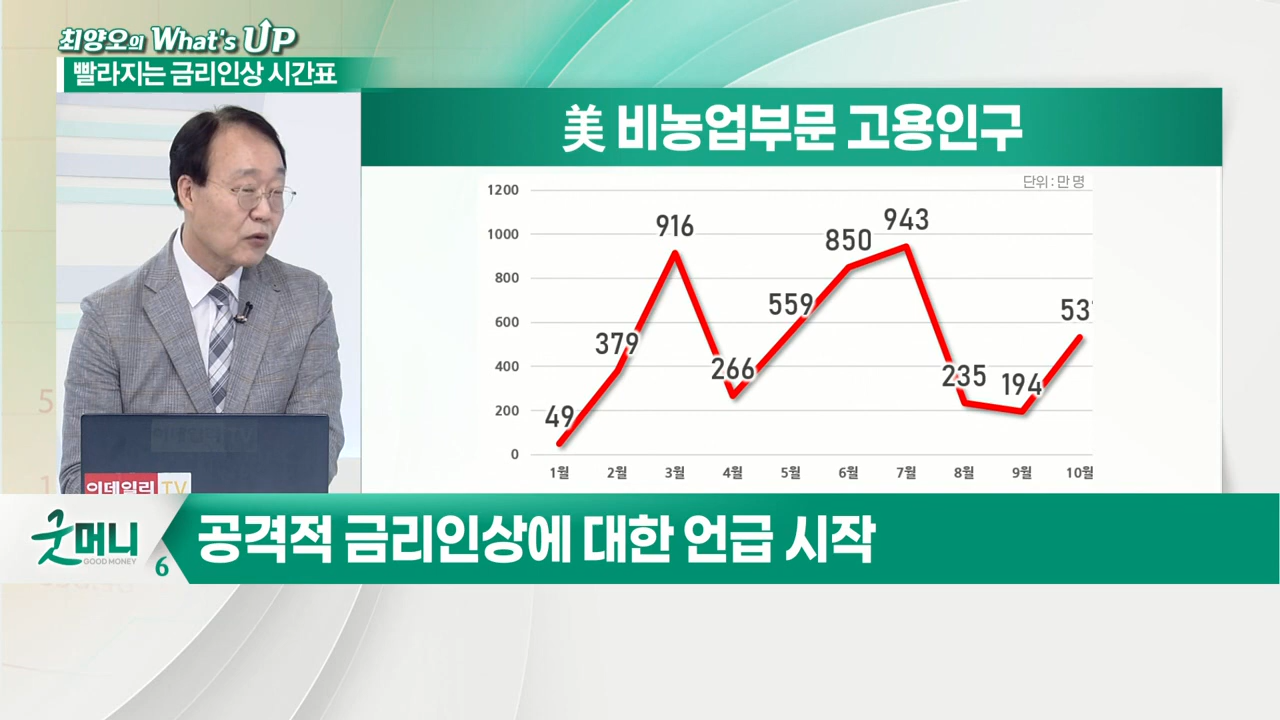 최양오의 What's UP
빨라지는 금리인상 시간표
美 비농업부문 고용인구
단위 : 만 명
1200
1000
800
600
400
200
0
49
379
916
266
559
850
943
235
194
53
1월
2월
3월
4월
5월
6월
7월
8월
9월
10월
이데일리 TV
굿머니
GOOD MONEY
6
공격적 금리인상에 대한 언급 시작